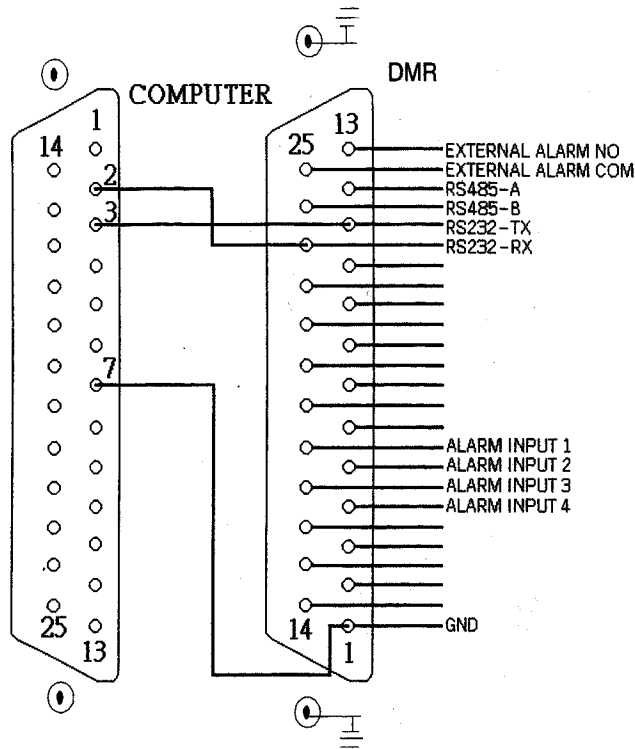 DMR
COMPUTER
1
14
2
3
7
25
13
13
25
EXTERNAL ALARM NO
EXTERNAL ALARM COM
RS485-A
RS485-B
RS232-TX
RS232-RX
ALARM INPUT 1
ALARM INPUT 2
ALARM INPUT 3
ALARM INPUT 4
GND
14
1